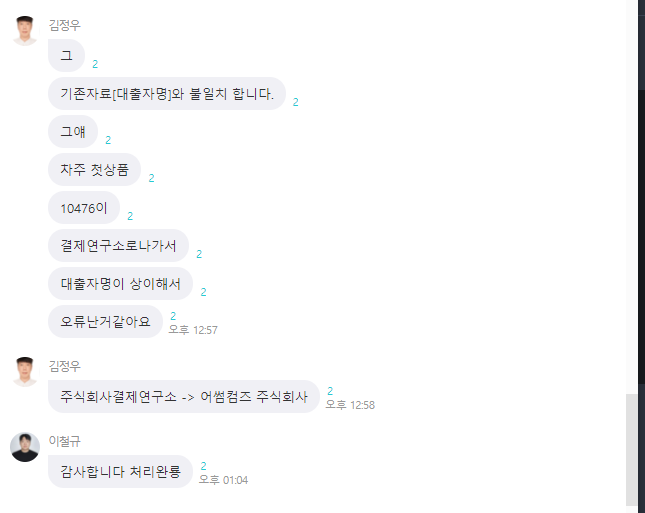 김정우
그
2
기존자료[대출자명]와 불일치 합니다.
2
그얘
2
차주 첫상품
2
10476이
2
결제연구소로나가서
2
대출자명이 상이해서
2
오류난거같아요
2
오후 12:57
김정우
주식회사결제연구소 -> 어썸컴즈 주식회사
2
오후 12:58
이철규
감사합니다 처리완룡
2
오후 01:04